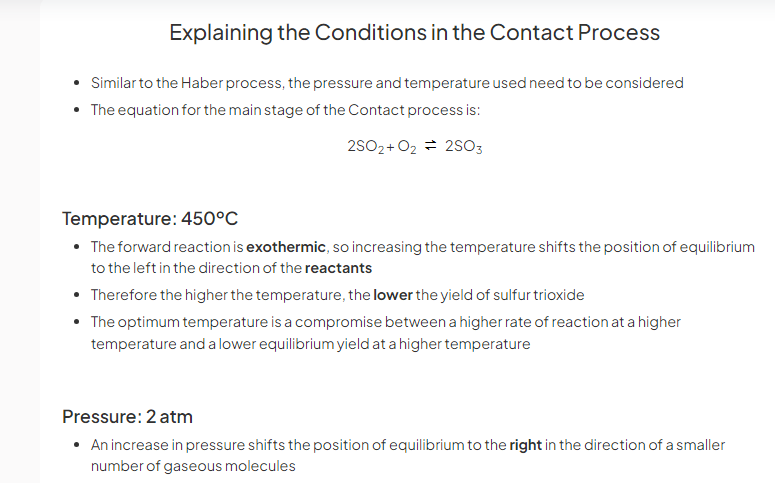 Explaining the Conditions in the Contact Process
• Similar to the Haber process, the pressure and temperature used need to be considered
• The equation for the main stage of the Contact process is:
2SO₂ + O₂ ⇌ 2SO₃
Temperature: 450ºC
• The forward reaction is exothermic, so increasing the temperature shifts the position of equilibrium
to the left in the direction of the reactants
• Therefore the higher the temperature, the lower the yield of sulfur trioxide
• The optimum temperature is a compromise between a higher rate of reaction at a higher
temperature and a lower equilibrium yield at a higher temperature
Pressure: 2 atm
• An increase in pressure shifts the position of equilibrium to the right in the direction of a smaller
number of gaseous molecules